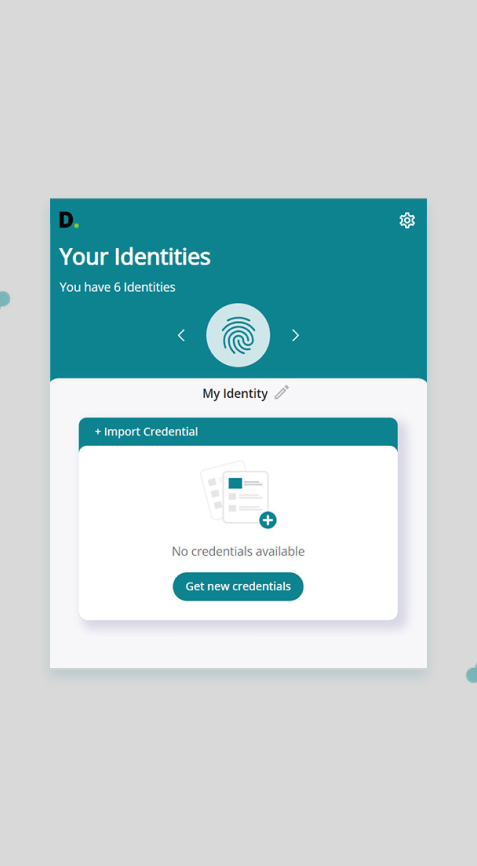 D.
Your Identities
You have 6 Identities
My Identity
+ Import Credential
No credentials available
Get new credentials